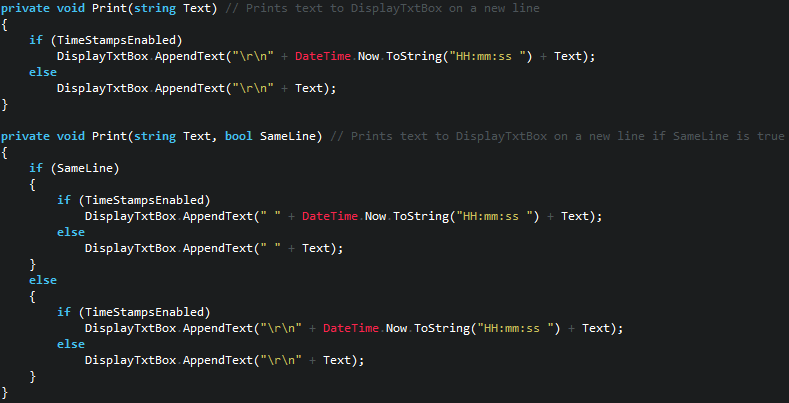 private void Print(string Text) // Prints text to DisplayTxtBox on a new line
{
    if (TimeStampsEnabled)
        DisplayTxtBox.AppendText("\r\n" + DateTime.Now.ToString("HH:mm:ss ") + Text);
    else
        DisplayTxtBox.AppendText("\r\n" + Text);
}

private void Print(string Text, bool SameLine) // Prints text to DisplayTxtBox on a new line if SameLine is true
{
    if (SameLine)
    {
        if (TimeStampsEnabled)
            DisplayTxtBox.AppendText(" " + DateTime.Now.ToString("HH:mm:ss ") + Text);
        else
            DisplayTxtBox.AppendText(" " + Text);
    }
    else
    {
        if (TimeStampsEnabled)
            DisplayTxtBox.AppendText("\r\n" + DateTime.Now.ToString("HH:mm:ss ") + Text);
        else
            DisplayTxtBox.AppendText("\r\n" + Text);
    }
}